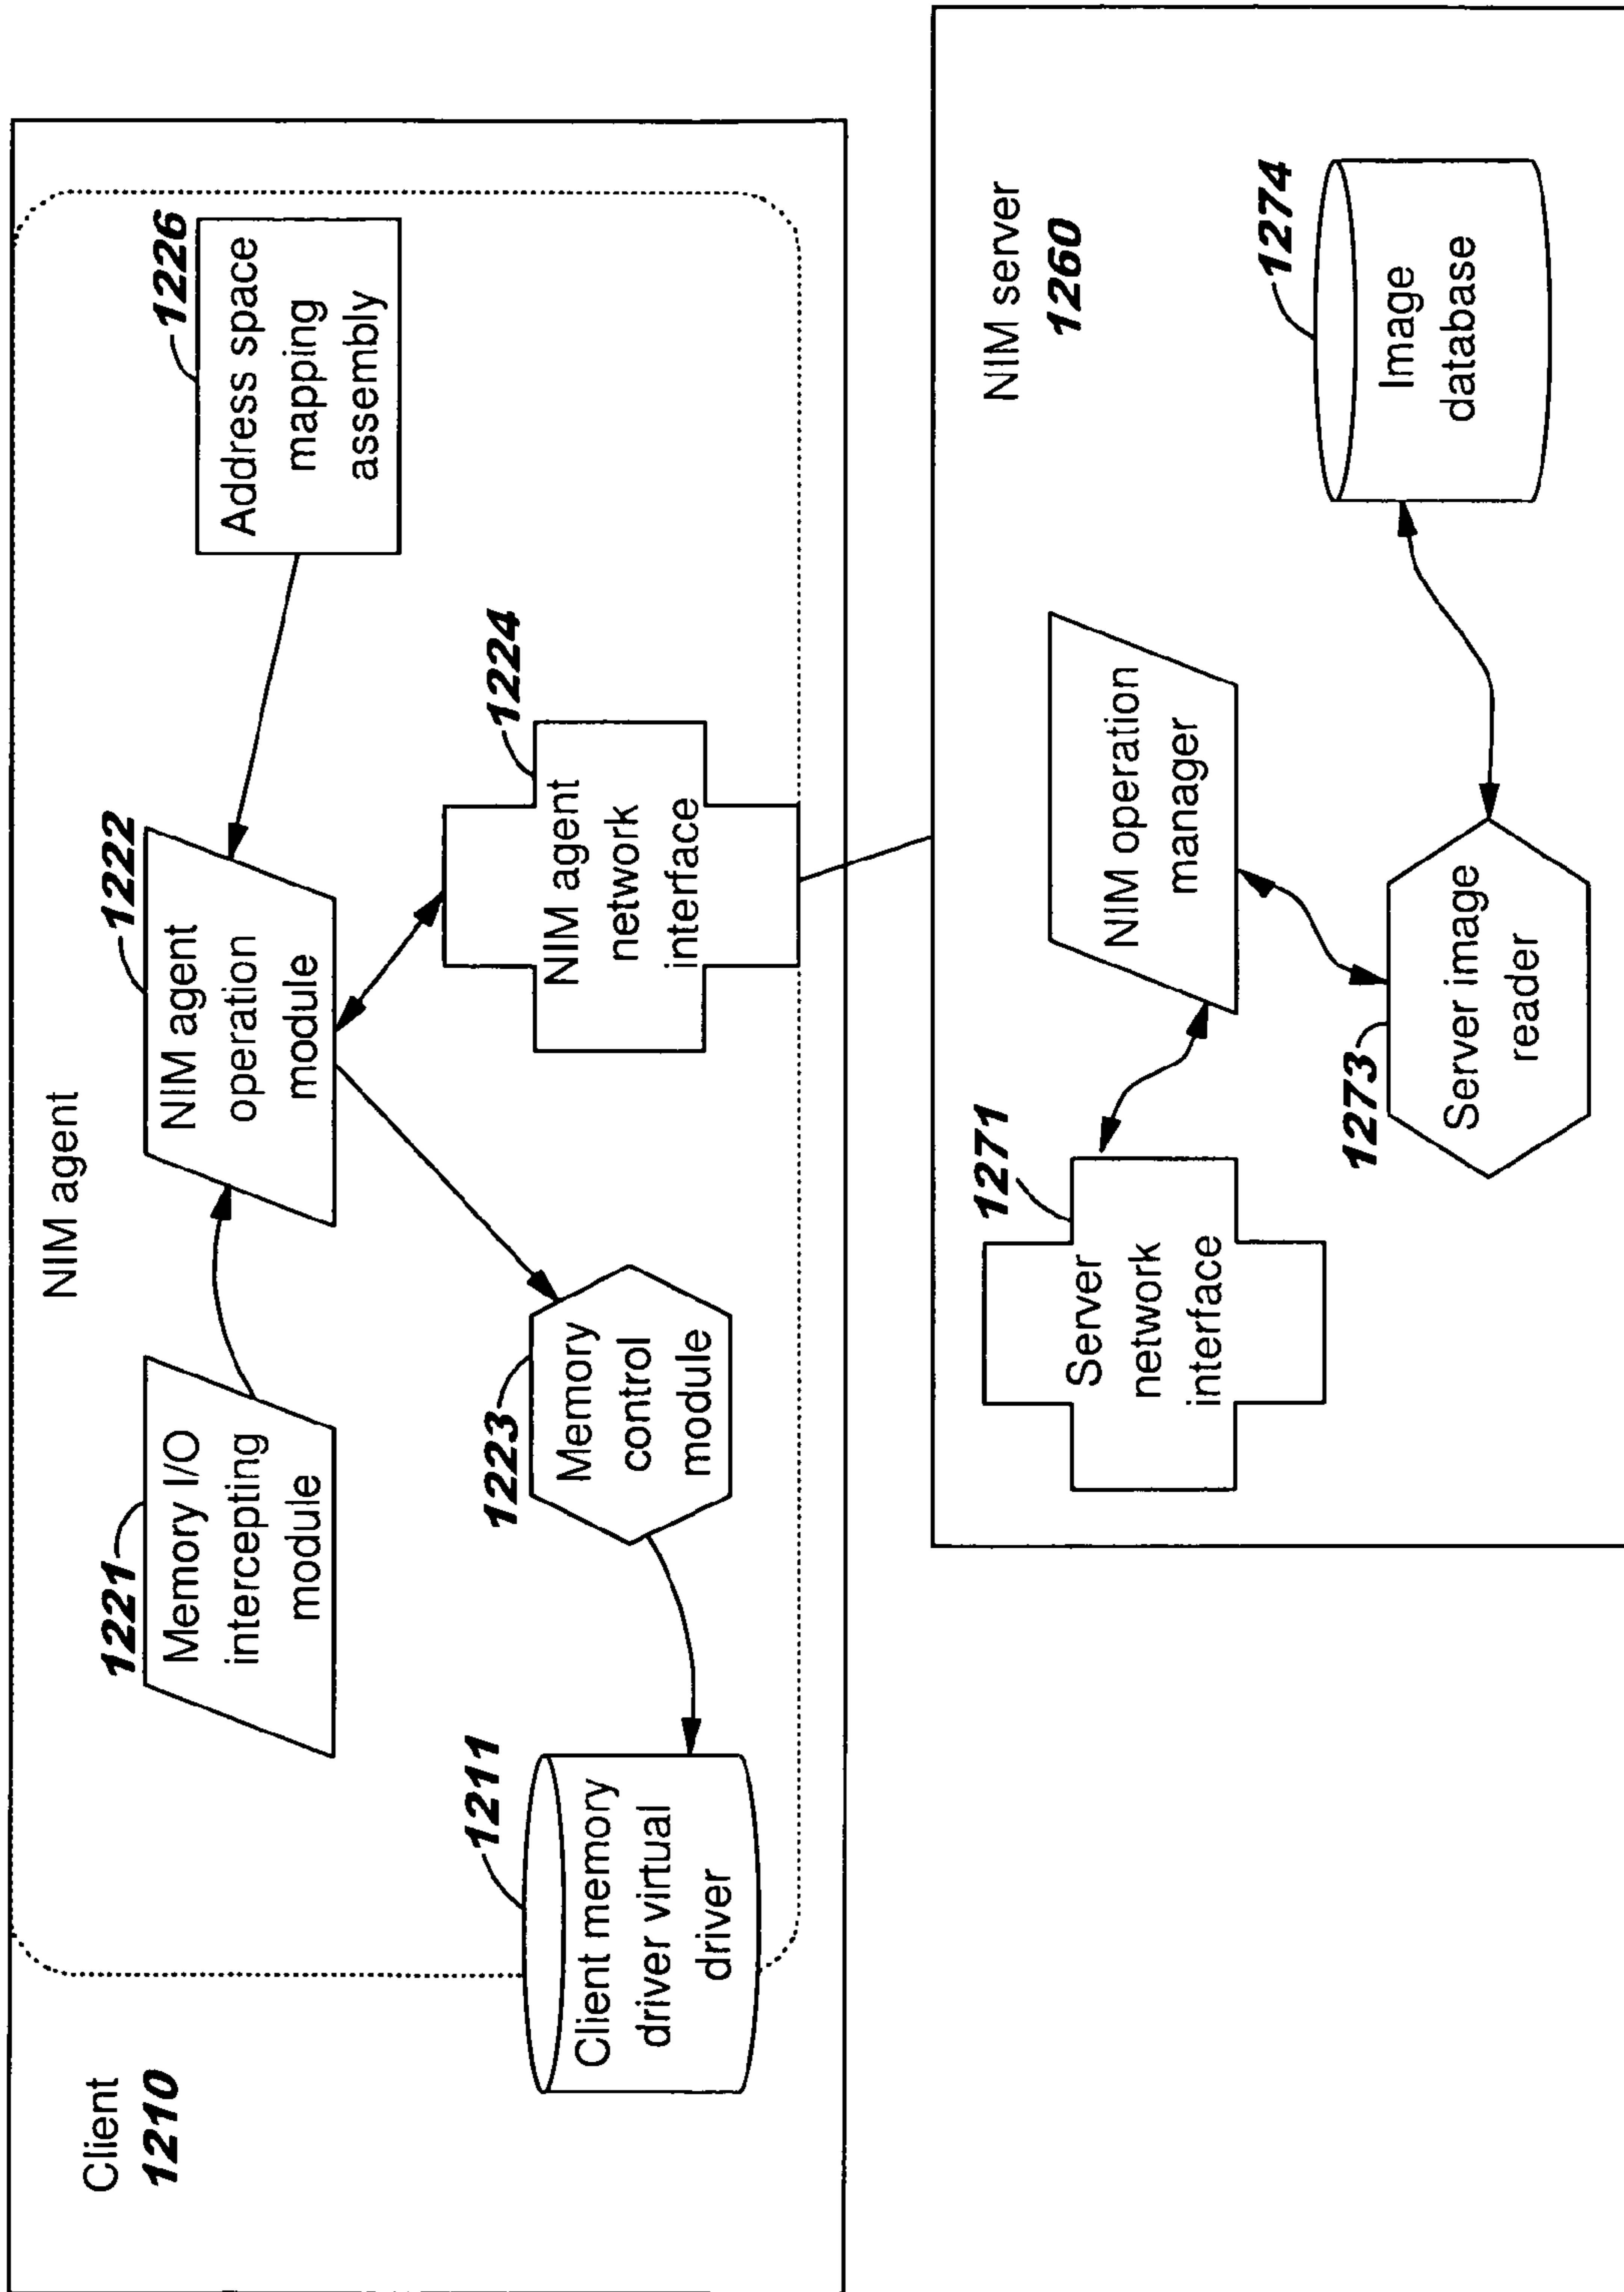 Client
1210
NIM agent
1221
Memory I/O
intercepting
module
1222
NIM agent
operation
module
1226
Address space
mapping
assembly
1211
Client memory
driver virtual
driver
1223
Memory
control
module
1224
NIM agent
network
interface
NIM server
1260
1271
Server
network
interface
NIM operation
manager
1274
Image
database
1273
Server image
reader